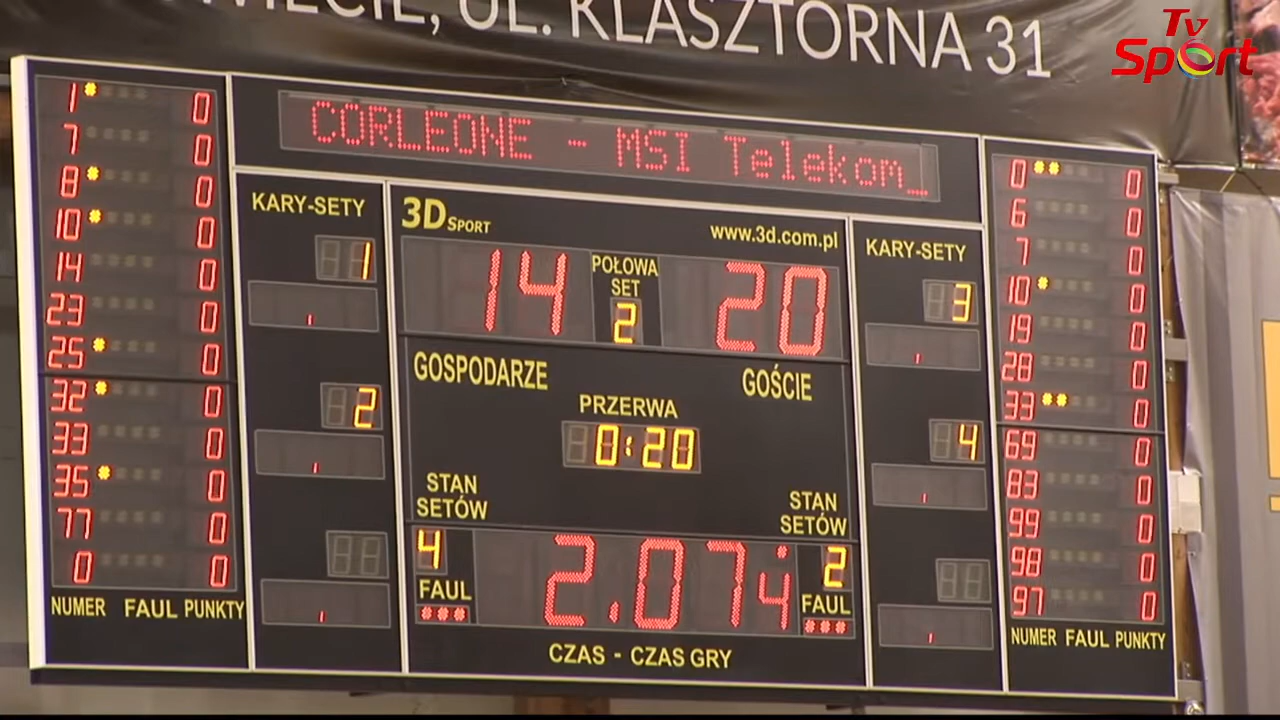 WIECIE, UL. KLASZTORNA 31
Tv
Sport
CORLEONE - MSI Telekom_
1* 0
7 0
8* 0
10* 0
14 0
23 0
25* 0
32* 0
33 0
35* 0
77 0
0 0
NUMER FAUL PUNKTY
KARY-SETY
1
2
3D SPORT
www.3d.com.pl
14
POŁOWA
SET
2
20
GOSPODARZE
GOŚCIE
PRZERWA
0:20
STAN
SETÓW
STAN
SETÓW
4
FAUL
***
2.07 4
2
FAUL
***
CZAS - CZAS GRY
KARY-SETY
3
4
0** 0
6 0
7 0
10* 0
19 0
28 0
33** 0
69 0
83 0
99 0
98 0
97 0
NUMER FAUL PUNKTY